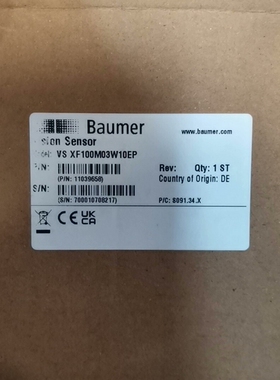 Baumer
www.baumer.com
sion Sensor
VS XF100M03W10EP
Rev: Qty: 1 ST
(P/N: 11039658)
Country of Origin: DE
S/N:
(S/N: 700010708217)
P/C: 8091.34.X
CE
UK
CA